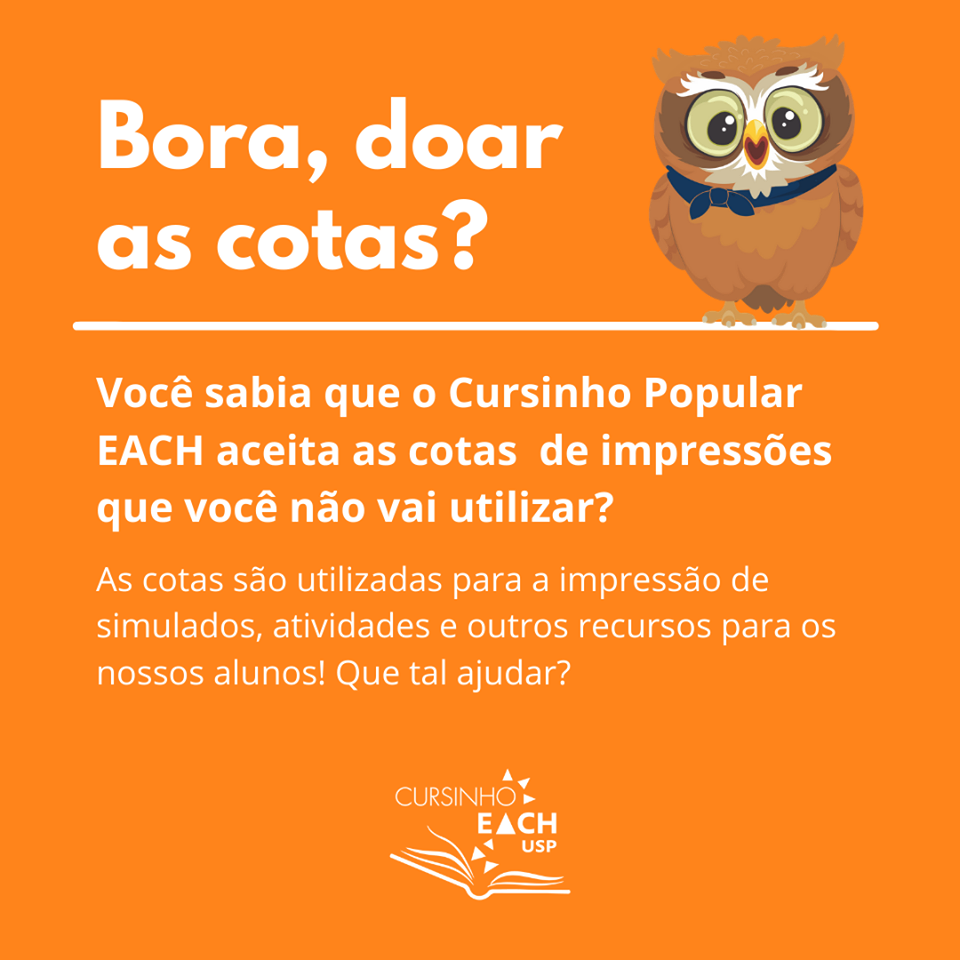 Bora, doar
as cotas?
Você sabia que o Cursinho Popular
EACH aceita as cotas  de impressões
que você não vai utilizar?
As cotas são utilizadas para a impressão de
simulados, atividades e outros recursos para os
nossos alunos! Que tal ajudar?
CURSINHO
EACH
USP